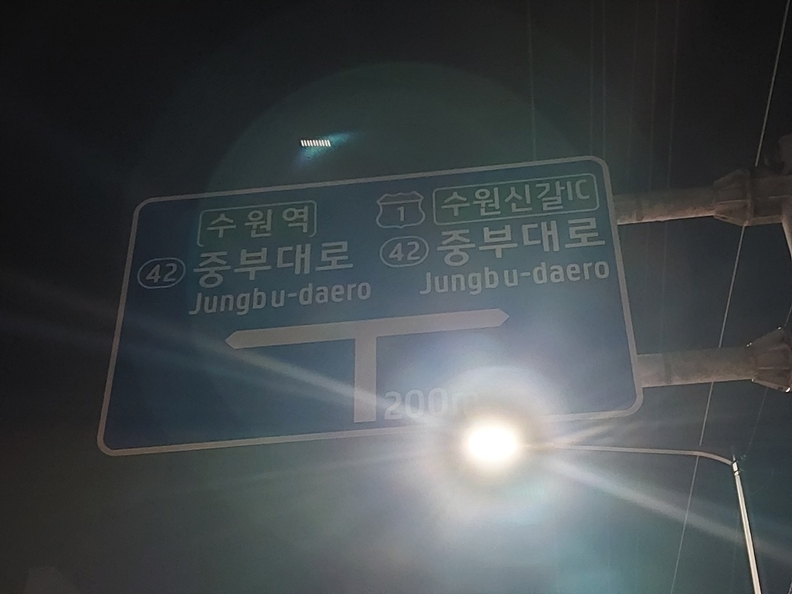 수원역
42 중부대로
Jungbu-daero
1 수원신갈IC
42 중부대로
Jungbu-daero
200m